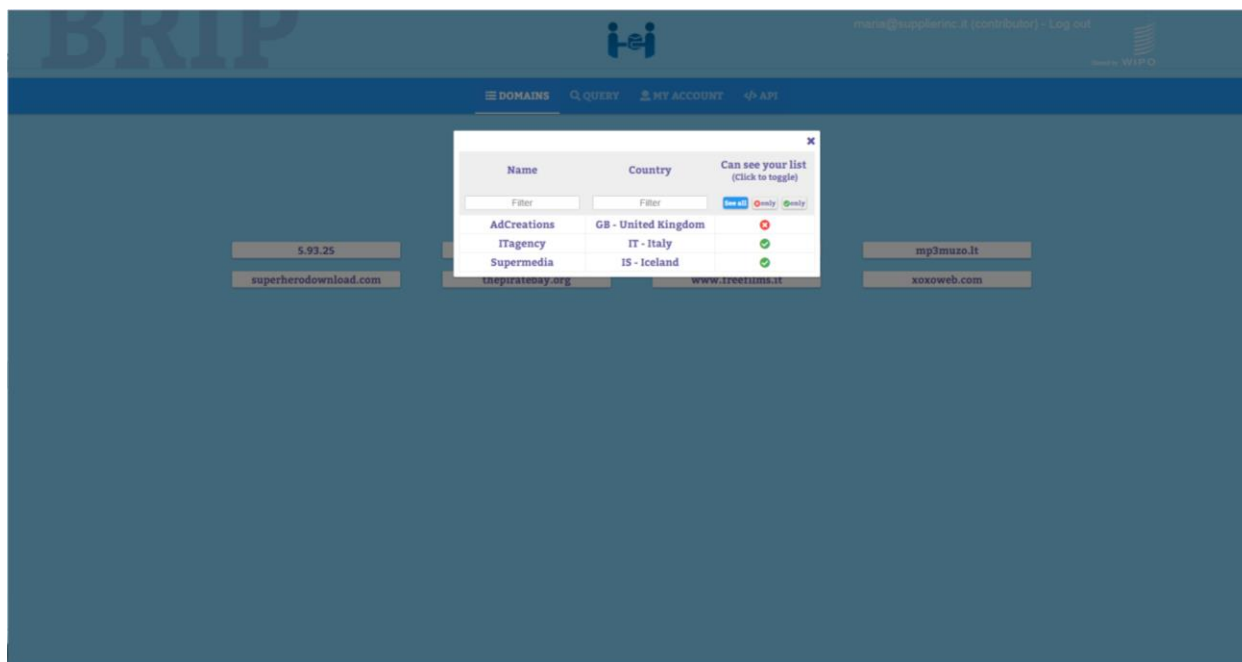 BRIP
maria@supplierinc.it (contributor) - Log out
WIPO
DOMAINS QUERY MY ACCOUNT </> API
Name Country Can see your list
(Click to toggle)
Filter Filter See all only only
AdCreations GB - United Kingdom
ITagency IT - Italy
Supermedia IS - Iceland
5.93.25 mp3muzo.lt
superherodownload.com thepiratebay.org www.freefilms.it xoxoweb.com